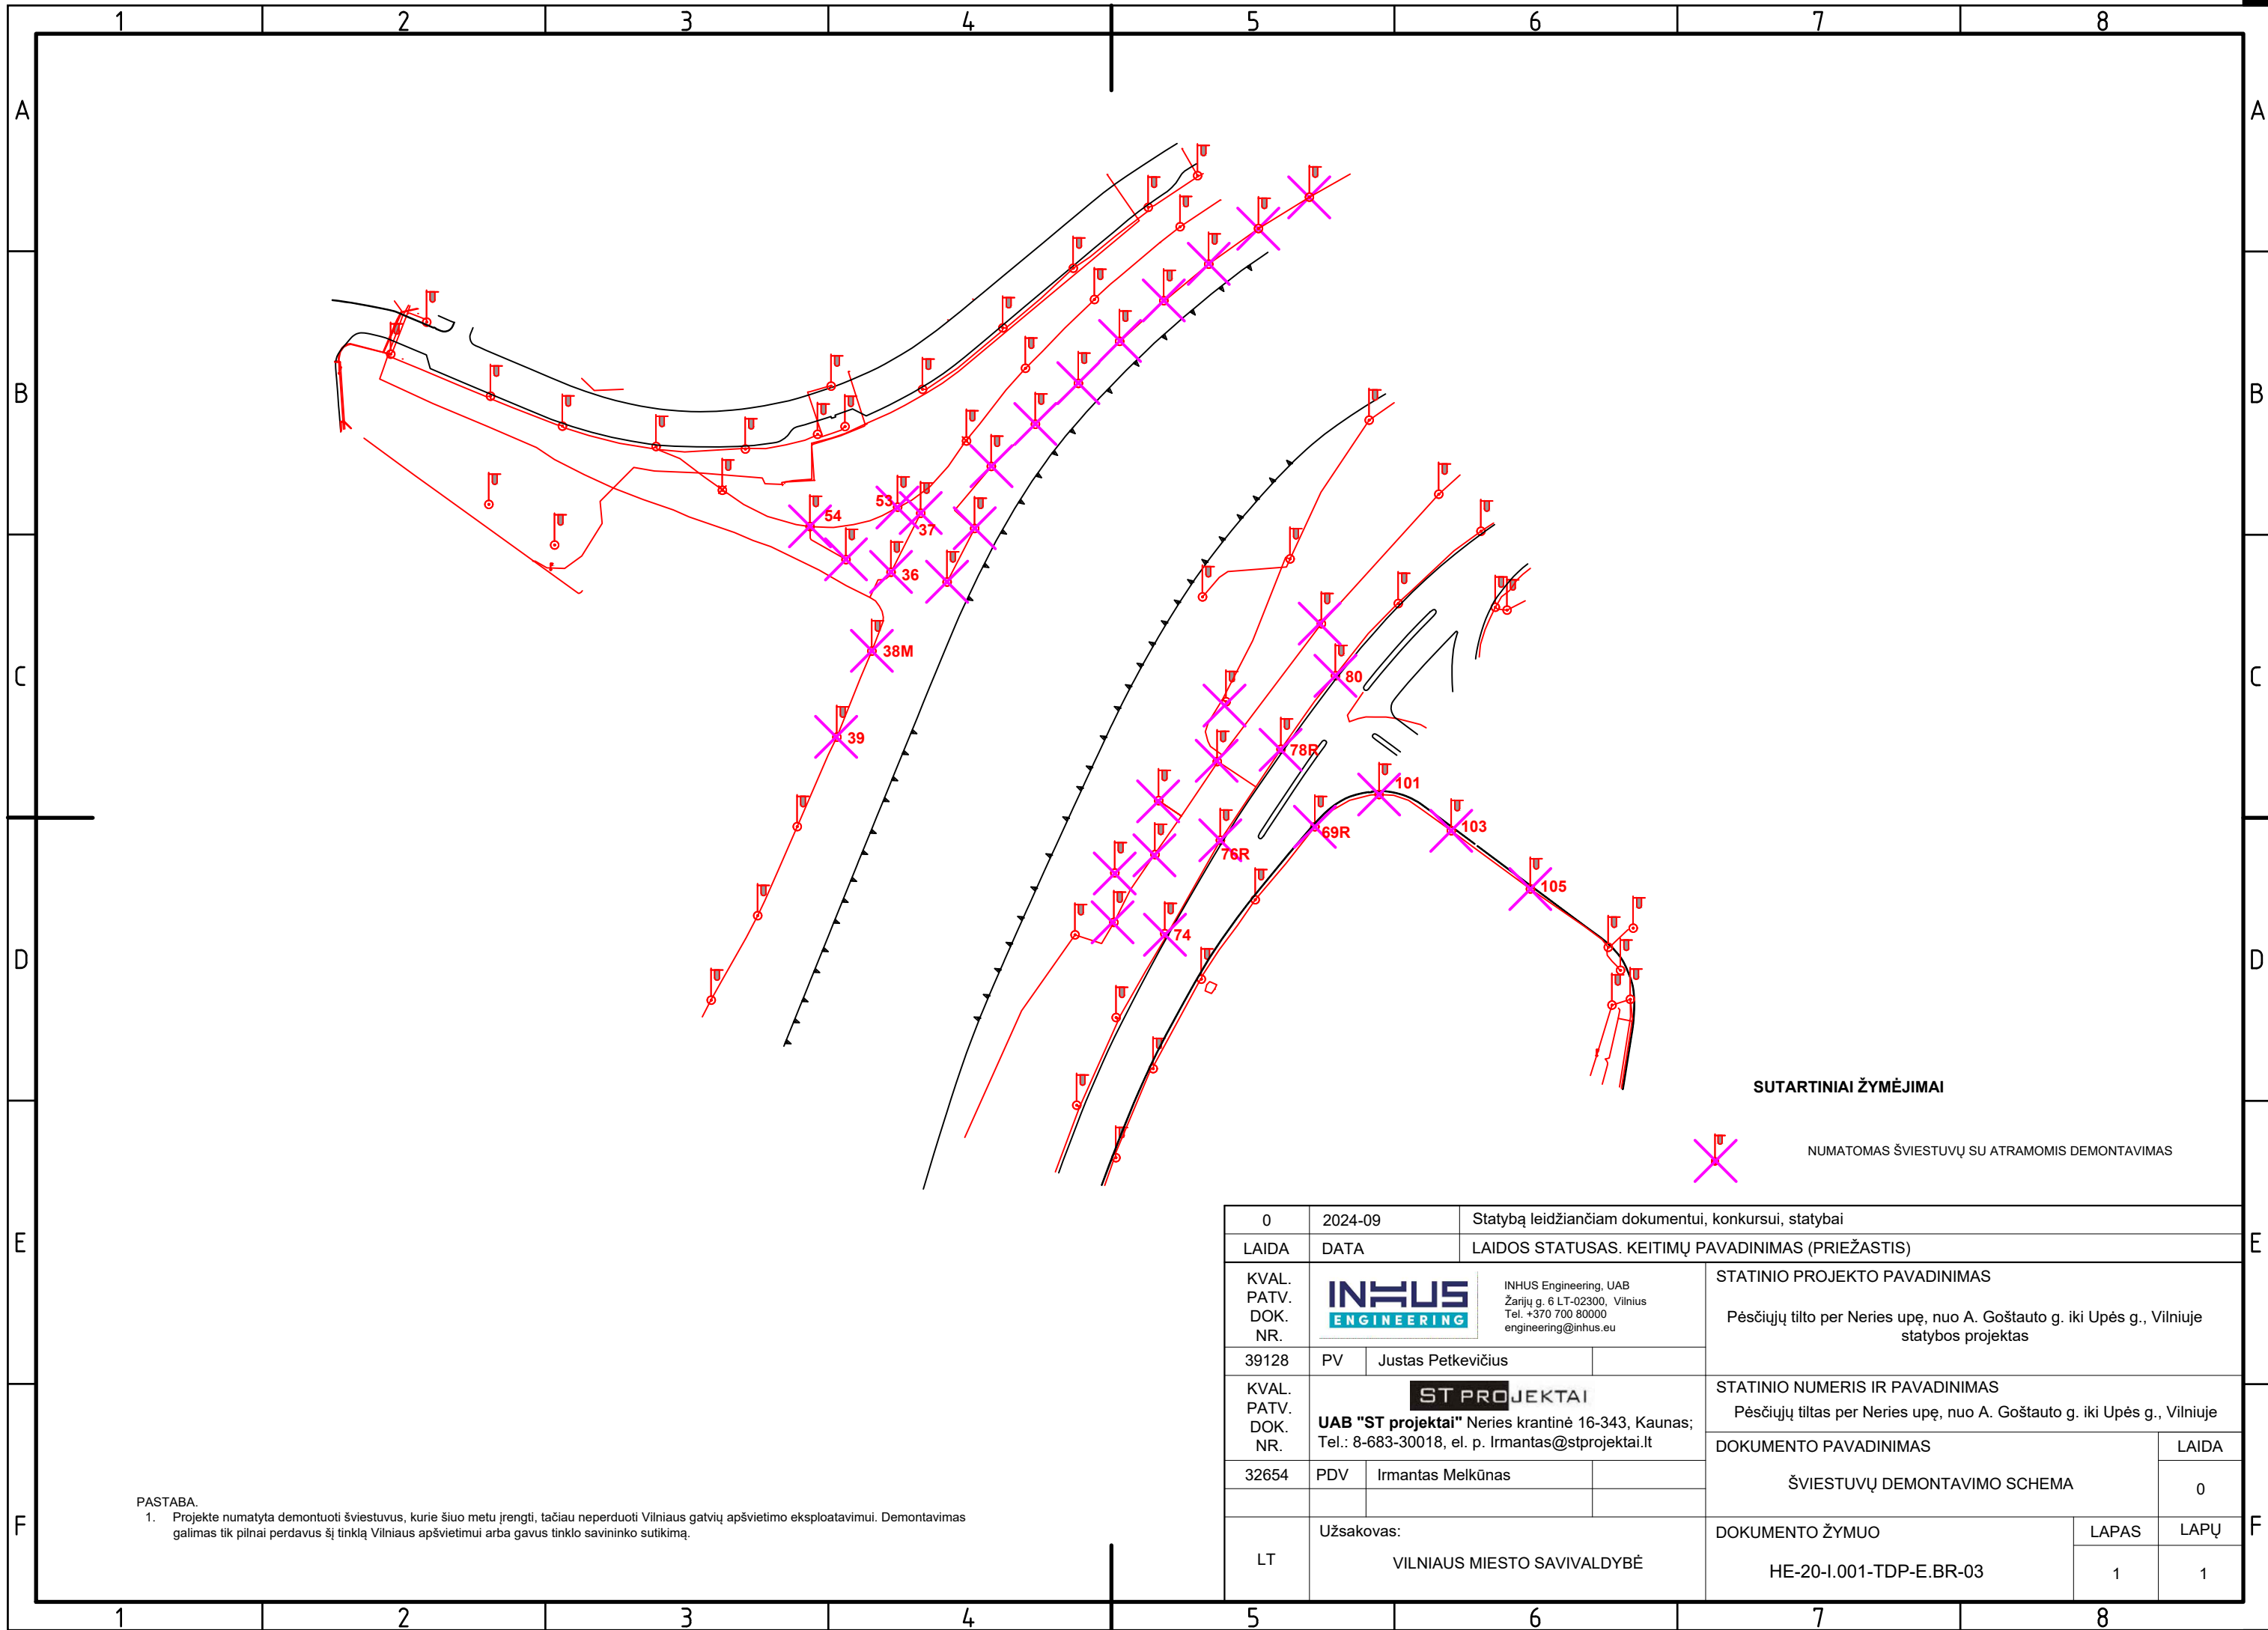 1 2 3 4 5 6 7 8
A A
B B
C C
D D
E E
F F
53
54
37
36
38M
39
80
78R
101
69R
103
76R
105
74
SUTARTINIAI ŽYMĖJIMAI
NUMATOMAS ŠVIESTUVŲ SU ATRAMOMIS DEMONTAVIMAS
0 2024-09 Statybą leidžiančiam dokumentui, konkursui, statybai
LAIDA DATA LAIDOS STATUSAS. KEITIMŲ PAVADINIMAS (PRIEŽASTIS)
KVAL.
PATV.
DOK.
NR.
INHUS
ENGINEERING
INHUS Engineering, UAB
Žarijų g. 6 LT-02300, Vilnius
Tel. +370 700 80000
engineering@inhus.eu
STATINIO PROJEKTO PAVADINIMAS
Pėsčiųjų tilto per Neries upę, nuo A. Goštauto g. iki Upės g., Vilniuje
statybos projektas
39128 PV Justas Petkevičius
KVAL.
PATV.
DOK.
NR.
ST PROJEKTAI
UAB "ST projektai" Neries krantinė 16-343, Kaunas;
Tel.: 8-683-30018, el. p. Irmantas@stprojektai.lt
STATINIO NUMERIS IR PAVADINIMAS
Pėsčiųjų tiltas per Neries upę, nuo A. Goštauto g. iki Upės g., Vilniuje
DOKUMENTO PAVADINIMAS LAIDA
32654 PDV Irmantas Melkūnas
ŠVIESTUVŲ DEMONTAVIMO SCHEMA 0
LT
Užsakovas:
VILNIAUS MIESTO SAVIVALDYBĖ
DOKUMENTO ŽYMUO LAPAS LAPŲ
HE-20-I.001-TDP-E.BR-03 1 1
PASTABA.
1. Projekte numatyta demontuoti šviestuvus, kurie šiuo metu įrengti, tačiau neperduoti Vilniaus gatvių apšvietimo eksploatavimui. Demontavimas
galimas tik pilnai perdavus šį tinklą Vilniaus apšvietimui arba gavus tinklo savininko sutikimą.
1 2 3 4 5 6 7 8